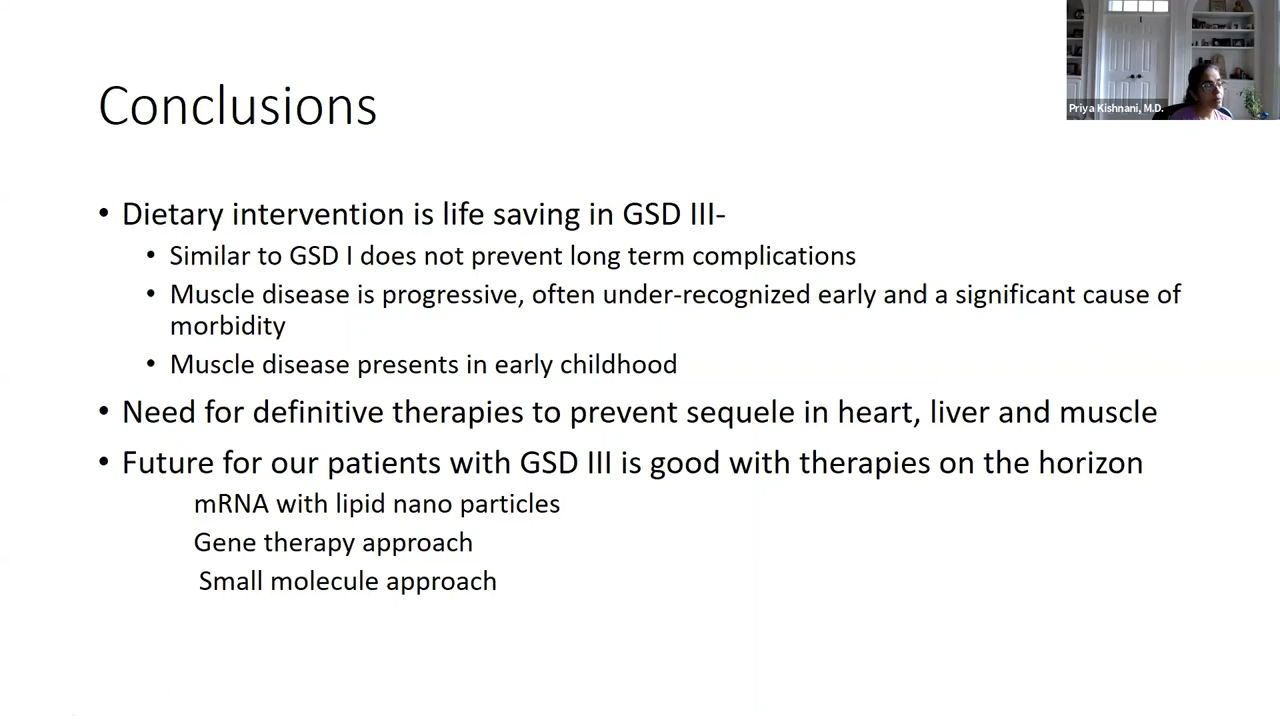 Priya Kishnani, M.D.
Conclusions
• Dietary intervention is life saving in GSD III-
• Similar to GSD I does not prevent long term complications
• Muscle disease is progressive, often under-recognized early and a significant cause of
morbidity
• Muscle disease presents in early childhood
• Need for definitive therapies to prevent sequele in heart, liver and muscle
• Future for our patients with GSD III is good with therapies on the horizon
mRNA with lipid nano particles
Gene therapy approach
Small molecule approach